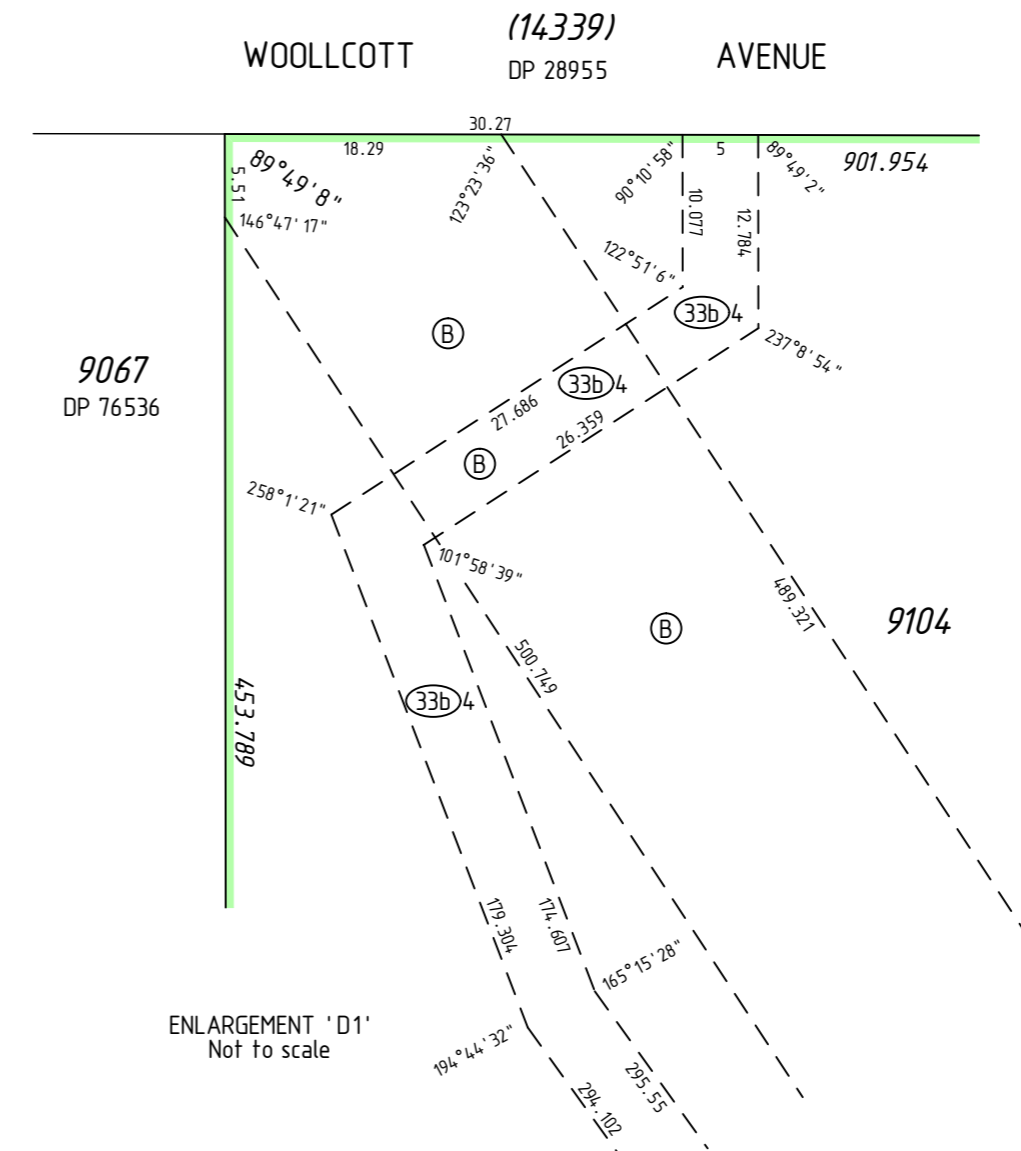 (14339)
WOOLLCOTT AVENUE
DP 28955
30.27
18.29
5
901.954
89°49'8"
5.51
123°23'36"
90°10'58"
89°49'2"
146°47'17"
10.077
12.784
122°51'6"
33b 4
B
237°8'54"
9067
DP 76536
33b 4
27.686
26.359
B
258°1'21"
101°58'39"
489.321
9104
B
500.749
33b 4
453.789
179.304
174.607
165°15'28"
ENLARGEMENT 'D1'
Not to scale
194°44'32"
294.102
295.55